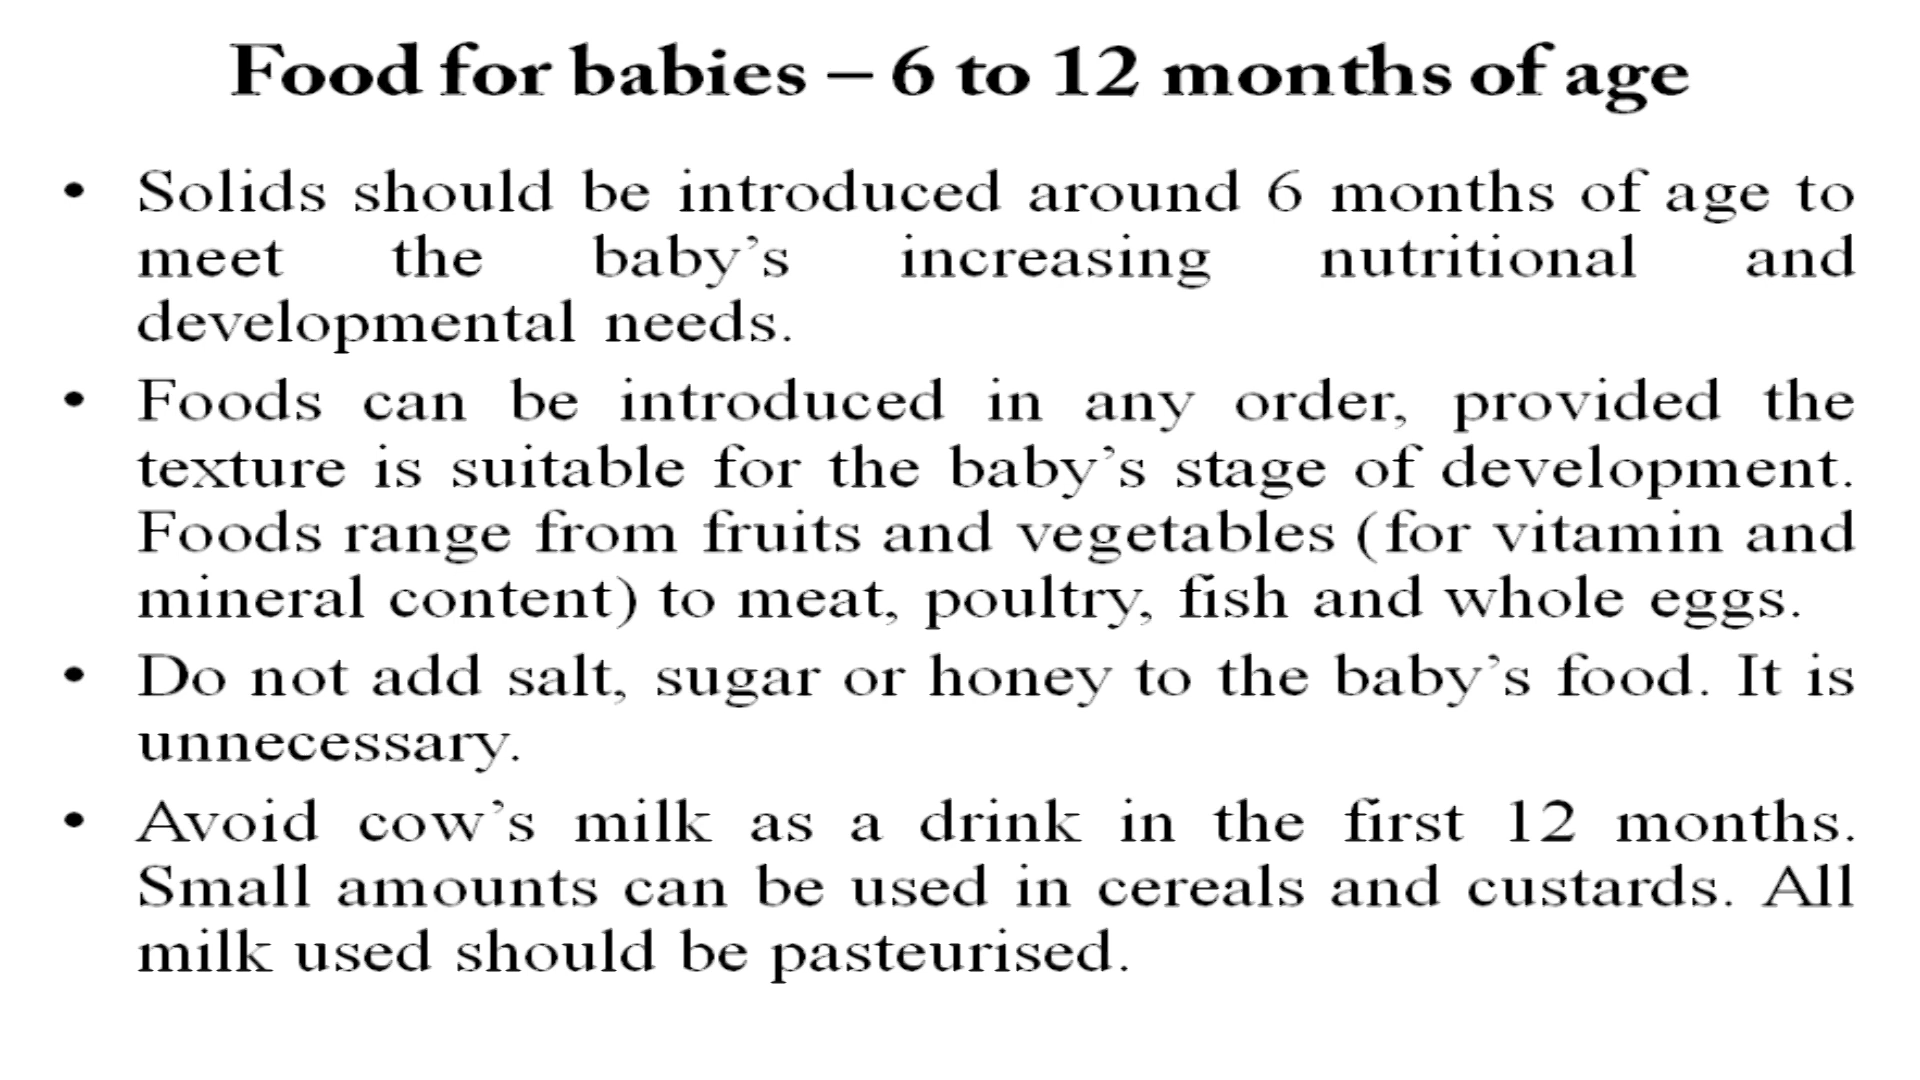 Food for babies – 6 to 12 months of age
• Solids should be introduced around 6 months of age to
meet the baby’s increasing nutritional and
developmental needs.
• Foods can be introduced in any order, provided the
texture is suitable for the baby’s stage of development.
Foods range from fruits and vegetables (for vitamin and
mineral content) to meat, poultry, fish and whole eggs.
• Do not add salt, sugar or honey to the baby’s food. It is
unnecessary.
• Avoid cow’s milk as a drink in the first 12 months.
Small amounts can be used in cereals and custards. All
milk used should be pasteurised.